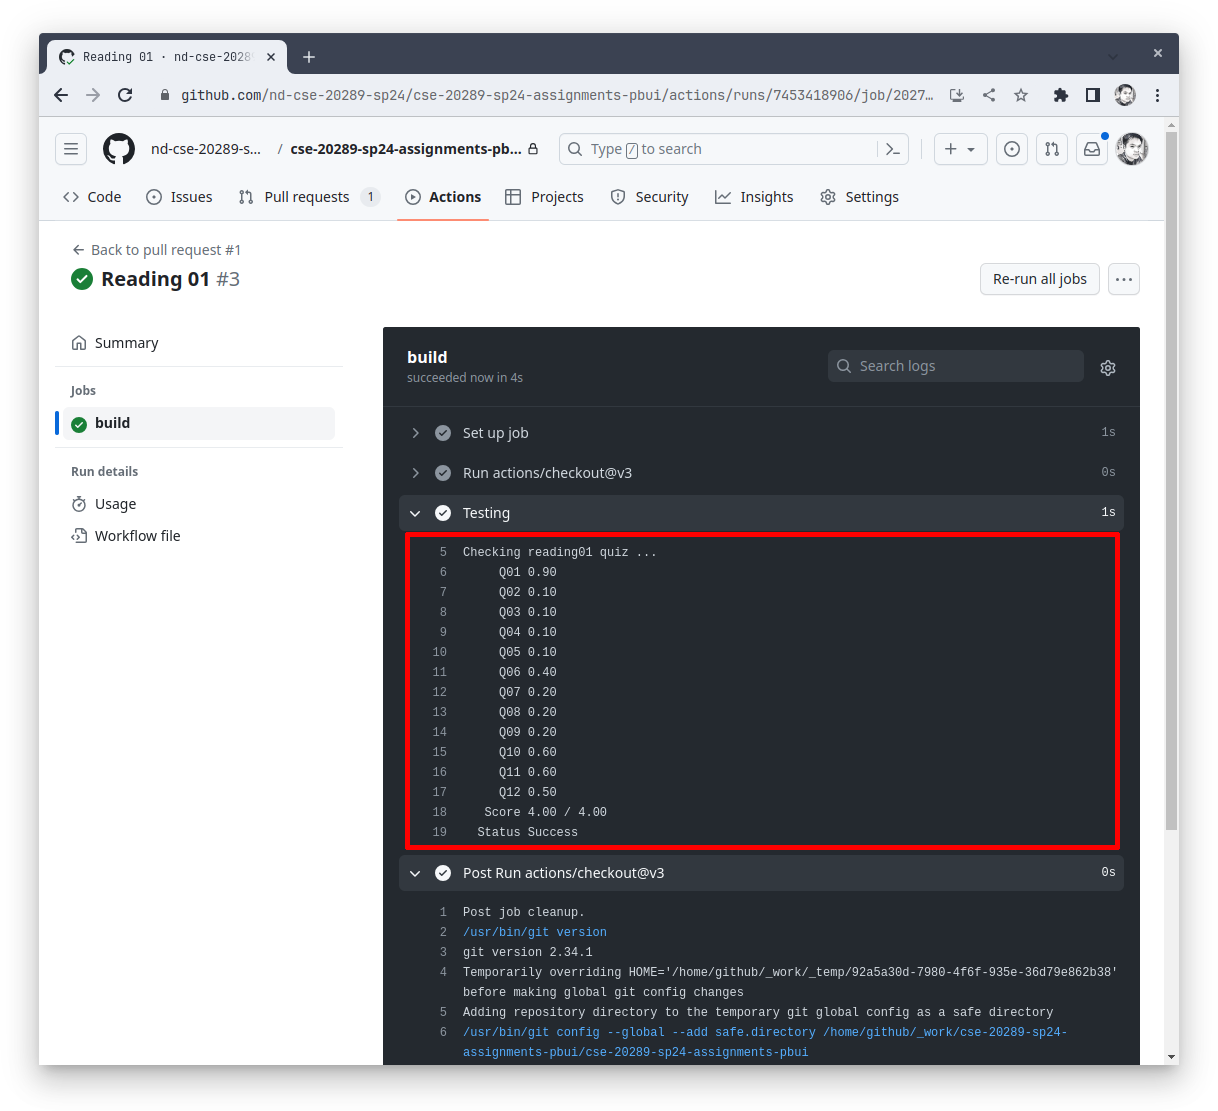 Reading 01 · nd-cse-2028
github.com/nd-cse-20289-sp24/cse-20289-sp24-assignments-pbui/actions/runs/7453418906/job/2027…
nd-cse-20289-s... / cse-20289-sp24-assignments-pb...
Type / to search
Code Issues Pull requests 1 Actions Projects Security Insights Settings
Back to pull request #1
Reading 01 #3
Re-run all jobs
Summary
Jobs
build
Run details
Usage
Workflow file
build
succeeded now in 4s
Search logs
Set up job 1s
Run actions/checkout@v3 0s
Testing 1s
5 Checking reading01 quiz ...
6 Q01 0.90
7 Q02 0.10
8 Q03 0.10
9 Q04 0.10
10 Q05 0.10
11 Q06 0.40
12 Q07 0.20
13 Q08 0.20
14 Q09 0.20
15 Q10 0.60
16 Q11 0.60
17 Q12 0.50
18 Score 4.00 / 4.00
19 Status Success
Post Run actions/checkout@v3 0s
1 Post job cleanup.
2 /usr/bin/git version
3 git version 2.34.1
4 Temporarily overriding HOME='/home/github/_work/_temp/92a5a30d-7980-4f6f-935e-36d79e862b38'
before making global git config changes
5 Adding repository directory to the temporary git global config as a safe directory
6 /usr/bin/git config --global --add safe.directory /home/github/_work/cse-20289-sp24-
assignments-pbui/cse-20289-sp24-assignments-pbui